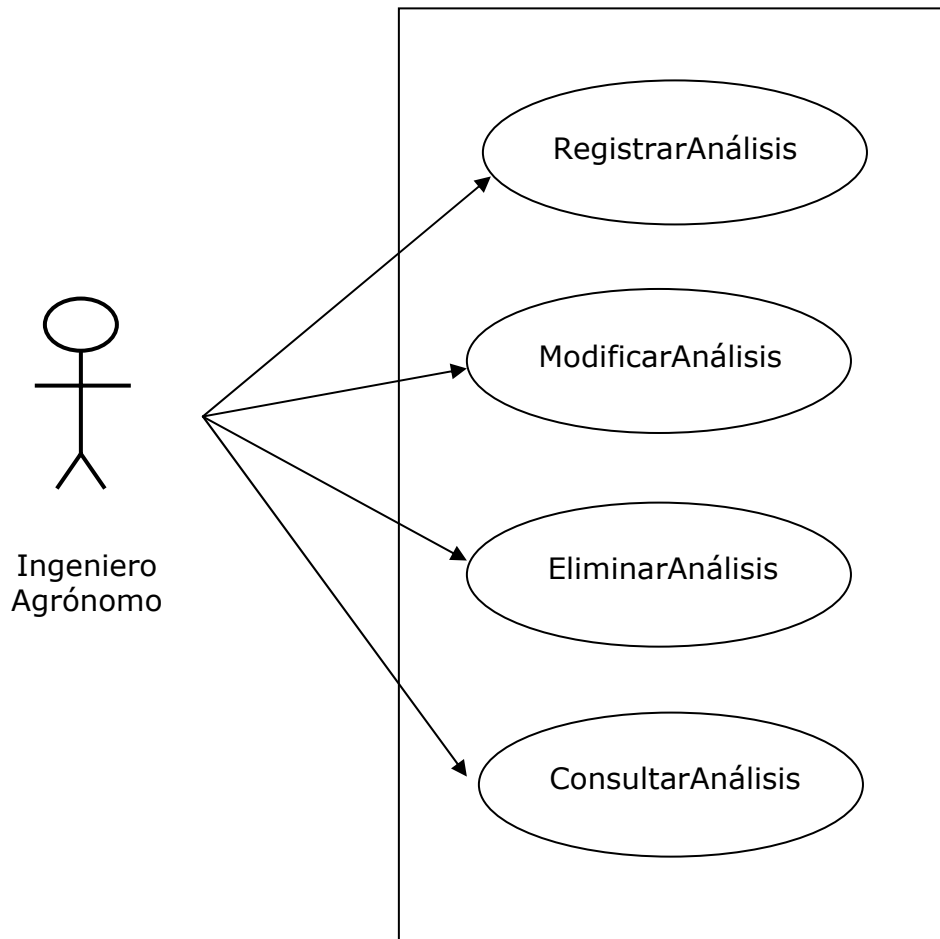 RegistrarAnálisis
ModificarAnálisis
EliminarAnálisis
ConsultarAnálisis
Ingeniero
Agrónomo